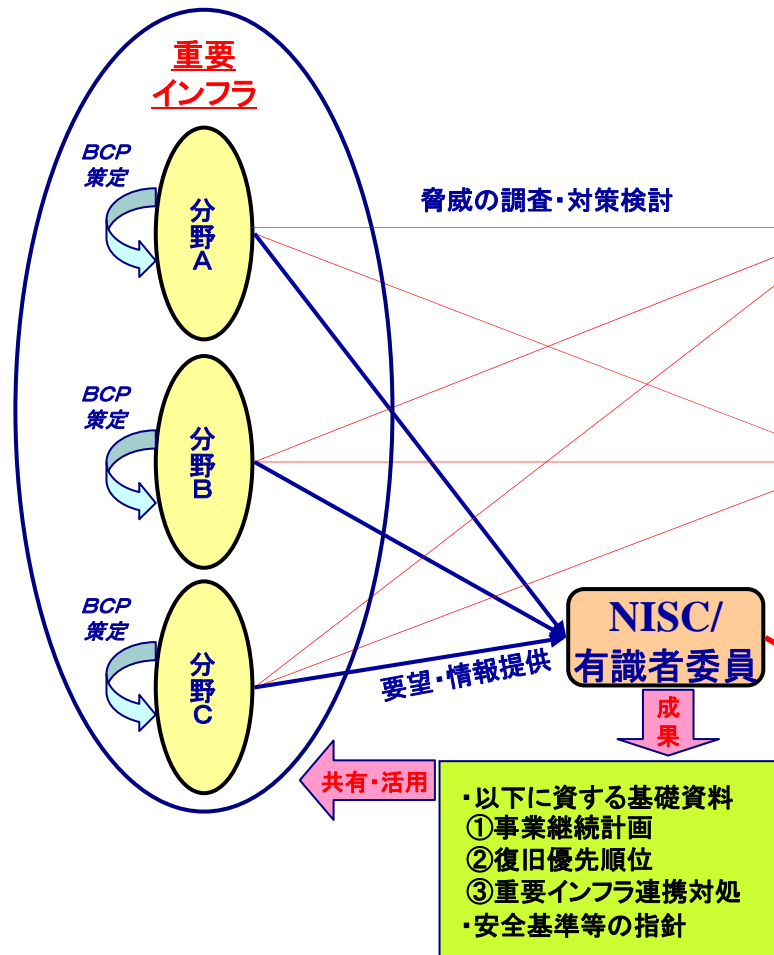 重要
インフラ
BCP
策定
分野A
脅威の調査・対策検討
BCP
策定
分野B
BCP
策定
分野C
要望・情報提供
NISC/
有識者委員
成果
共有・活用
・以下に資する基礎資料
①事業継続計画
②復旧優先順位
③重要インフラ連携対処
・安全基準等の指針